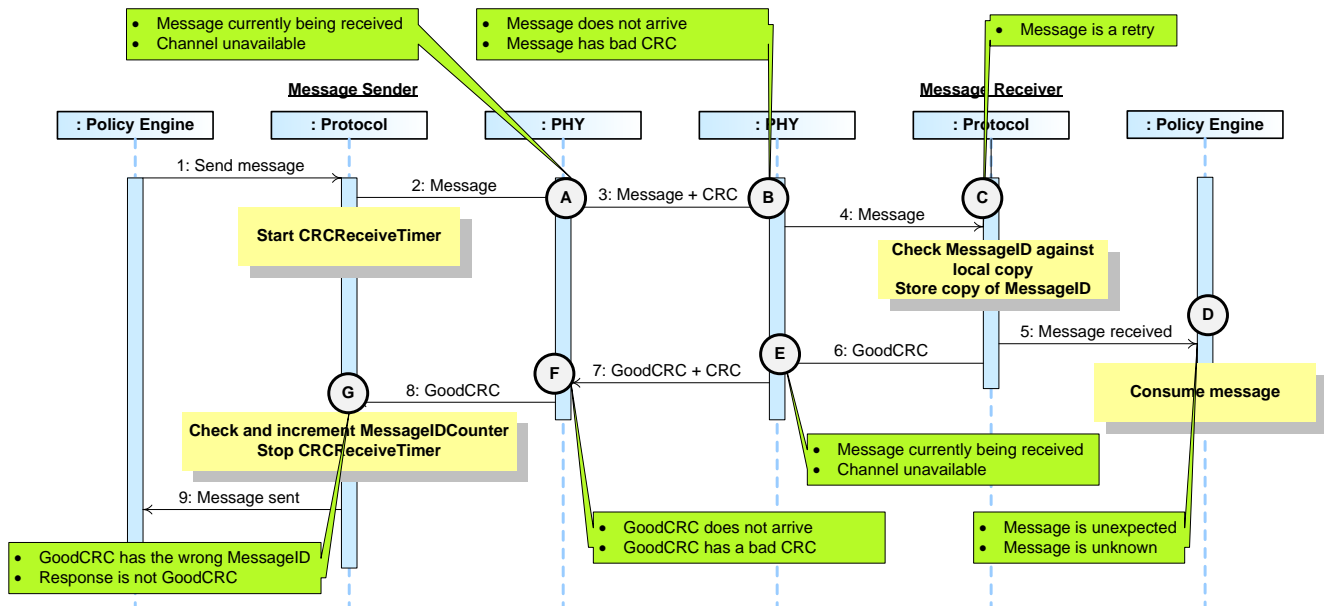 • Message currently being received
• Channel unavailable
• Message does not arrive
• Message has bad CRC
• Message is a retry
Message Sender
Message Receiver
: Policy Engine
: Protocol
: PHY
: PHY
: Protocol
: Policy Engine
1: Send message
2: Message
A
3: Message + CRC
B
4: Message
C
Start CRCReceiveTimer
Check MessageID against
local copy
Store copy of MessageID
D
5: Message received
6: GoodCRC
E
7: GoodCRC + CRC
F
8: GoodCRC
G
Consume message
Check and increment MessageIDCounter
Stop CRCReceiveTimer
• Message currently being received
• Channel unavailable
9: Message sent
• GoodCRC does not arrive
• GoodCRC has a bad CRC
• Message is unexpected
• Message is unknown
• GoodCRC has the wrong MessageID
• Response is not GoodCRC